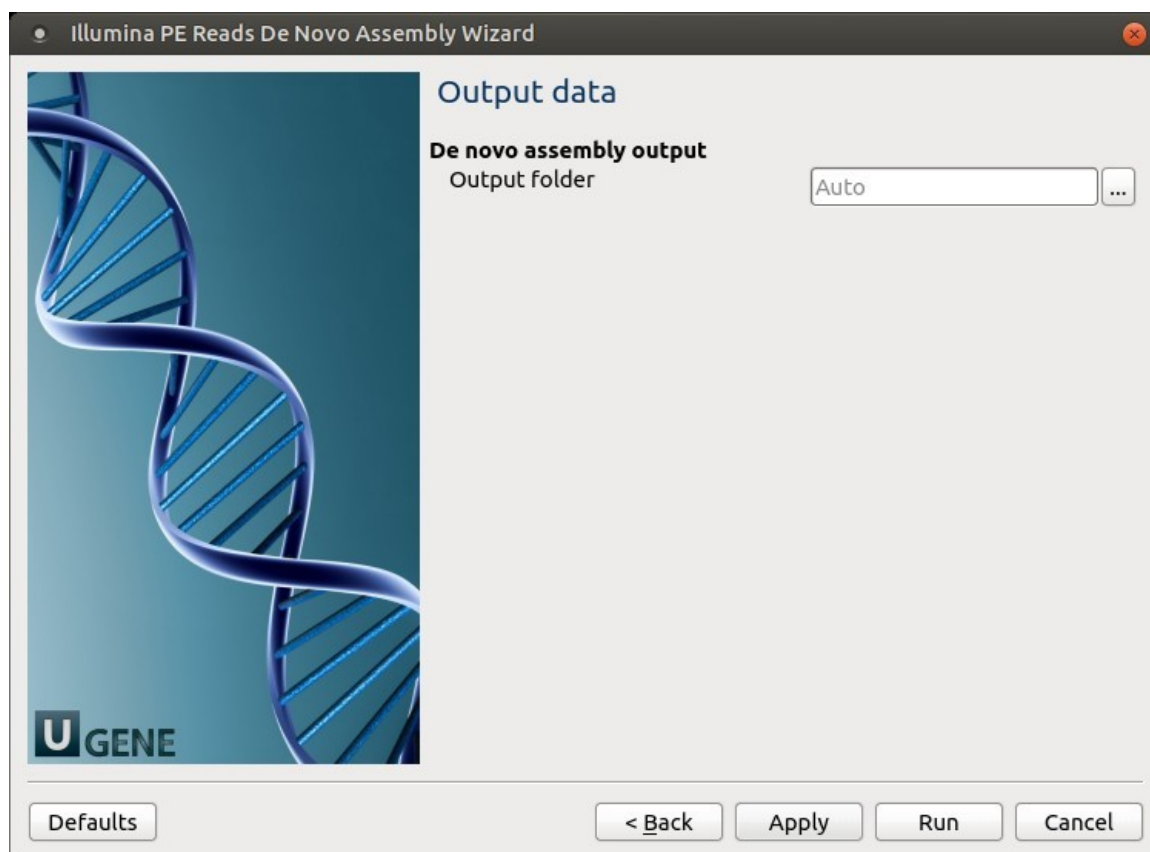 Illumina PE Reads De Novo Assembly Wizard
Output data
De novo assembly output
Output folder
Auto
...
U GENE
Defaults
< Back
Apply
Run
Cancel